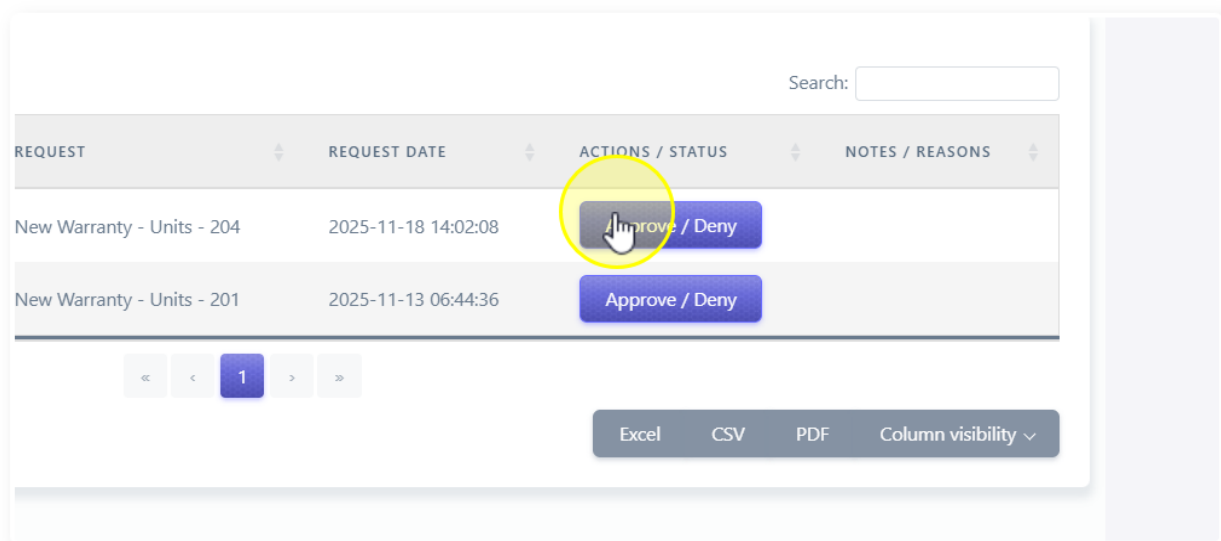 Search:
REQUEST REQUEST DATE ACTIONS / STATUS NOTES / REASONS
New Warranty - Units - 204 2025-11-18 14:02:08 Approve / Deny
New Warranty - Units - 201 2025-11-13 06:44:36 Approve / Deny
« ‹ 1 › »
Excel CSV PDF Column visibility